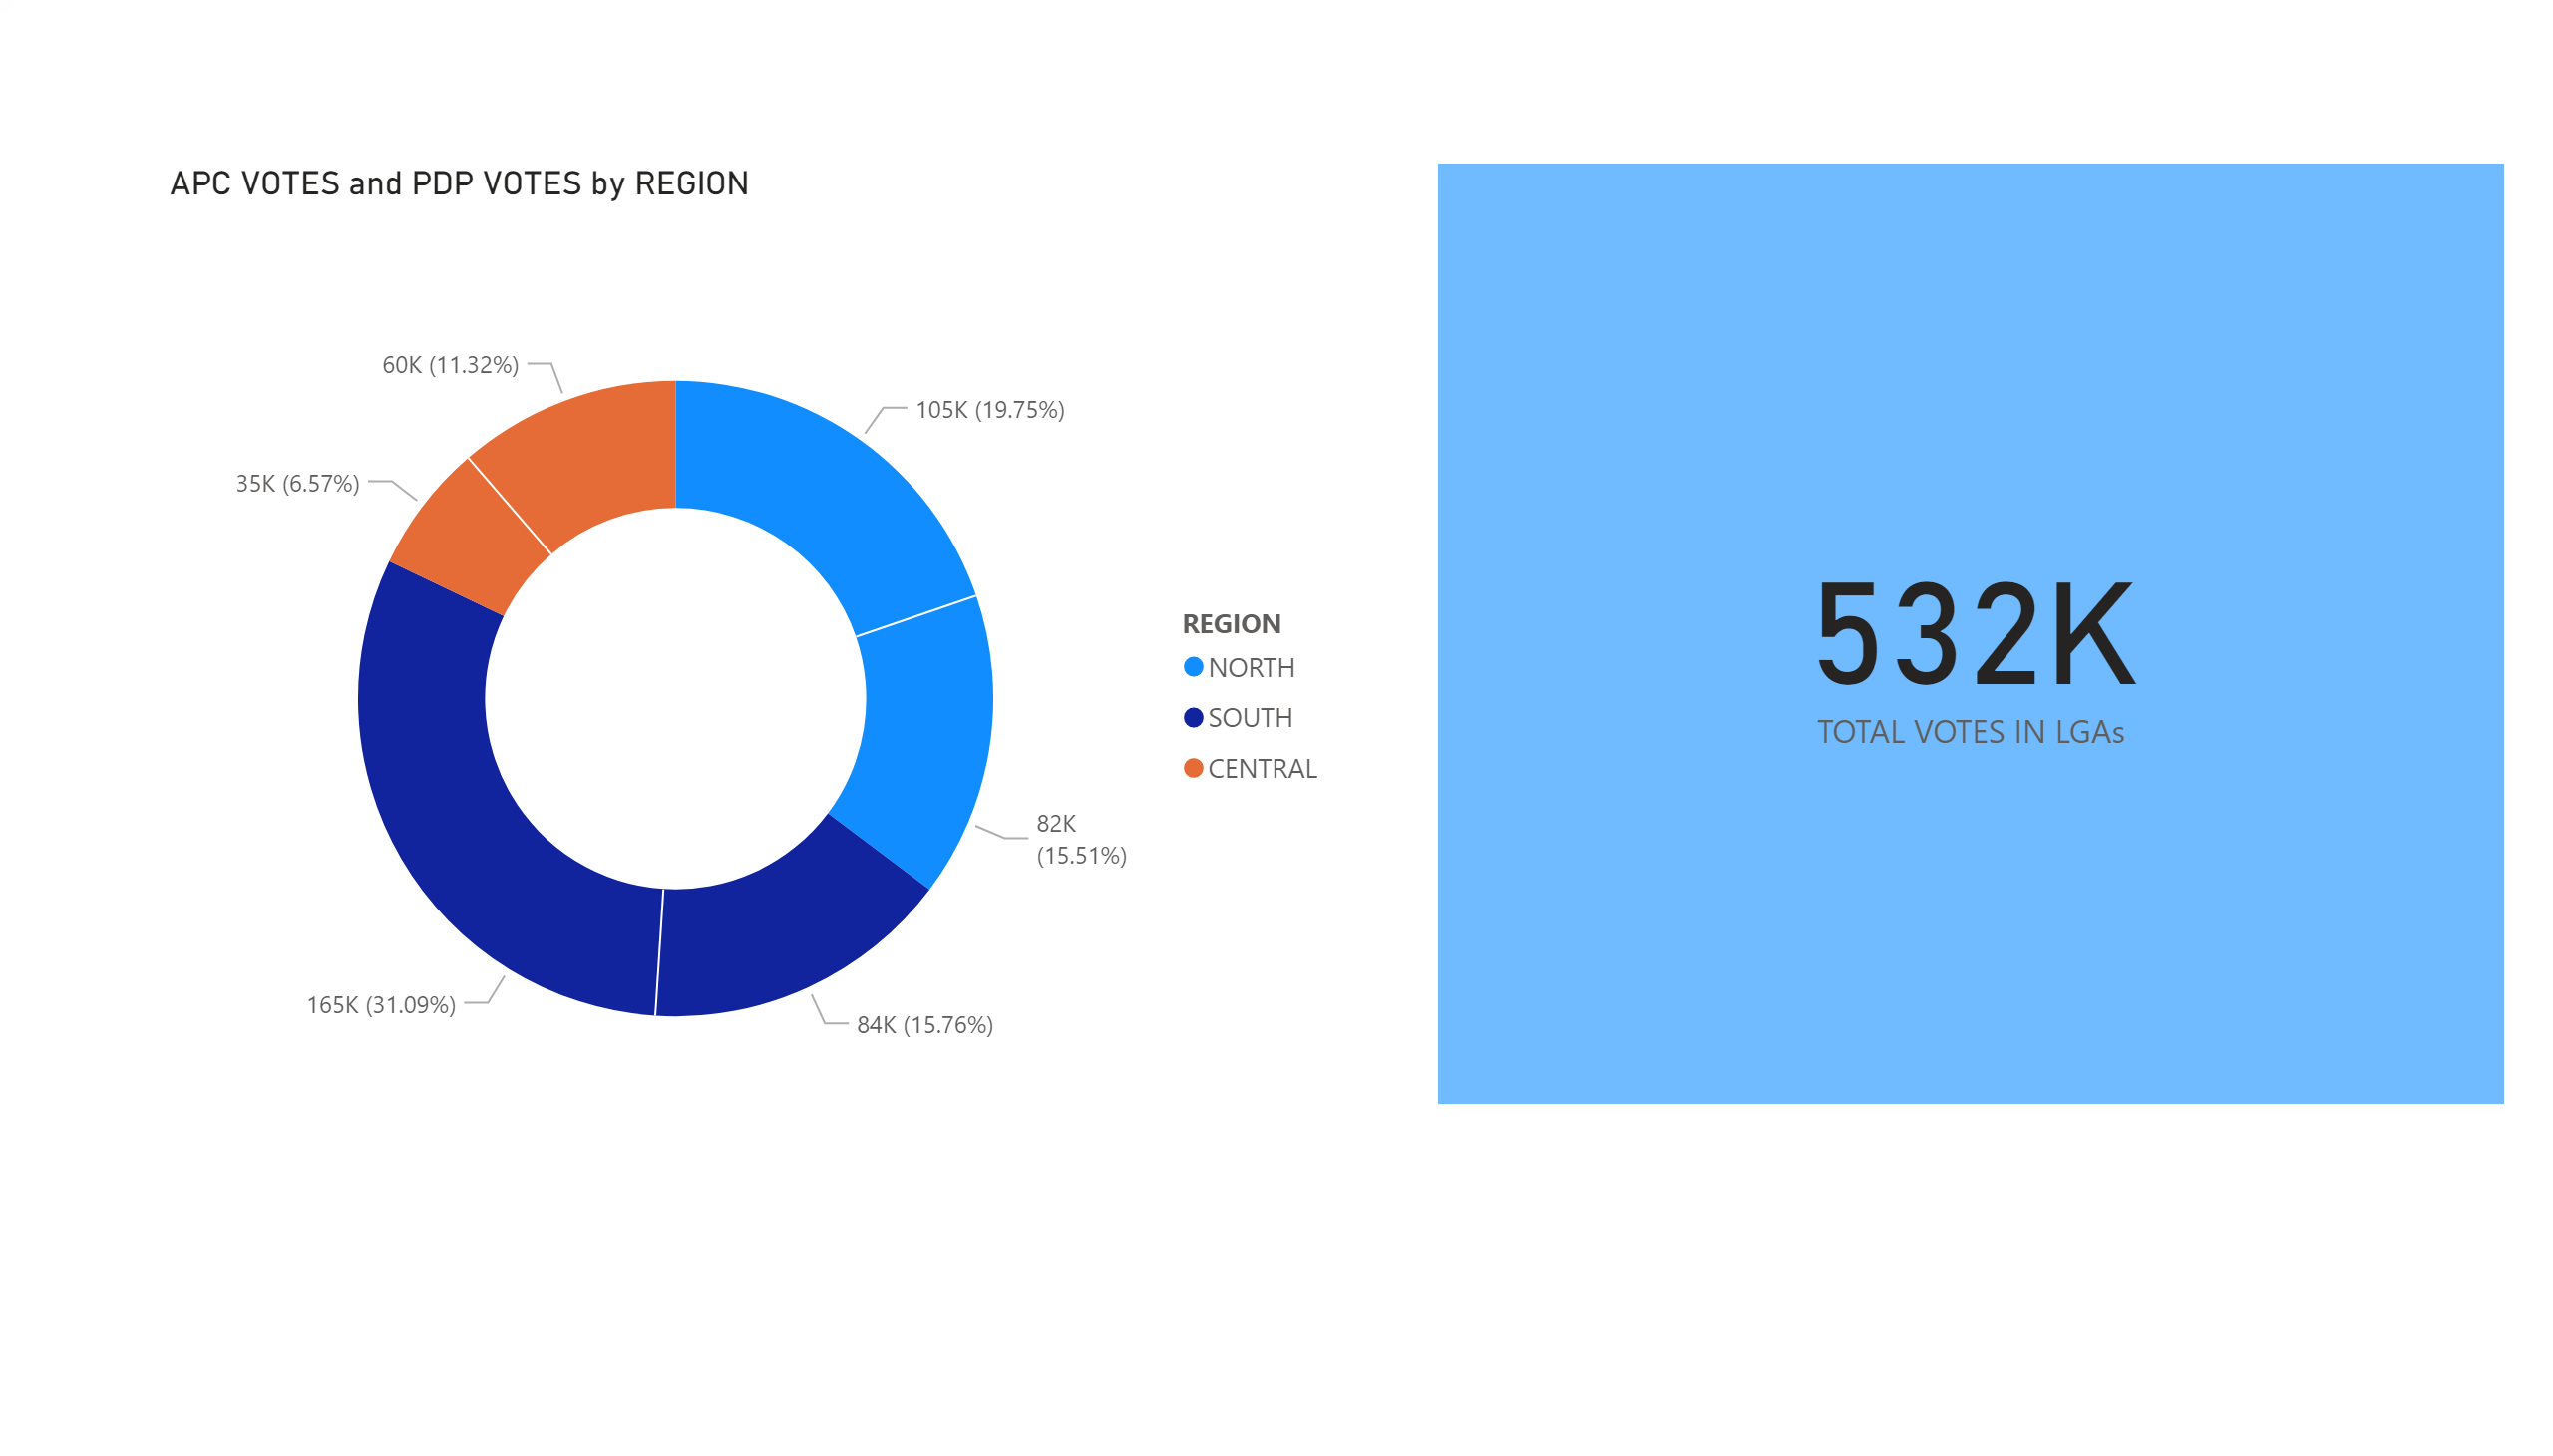 APC VOTES and PDP VOTES by REGION
60K (11.32%)
105K (19.75%)
35K (6.57%)
82K
(15.51%)
165K (31.09%)
84K (15.76%)
REGION
NORTH
SOUTH
CENTRAL
532K
TOTAL VOTES IN LGAs